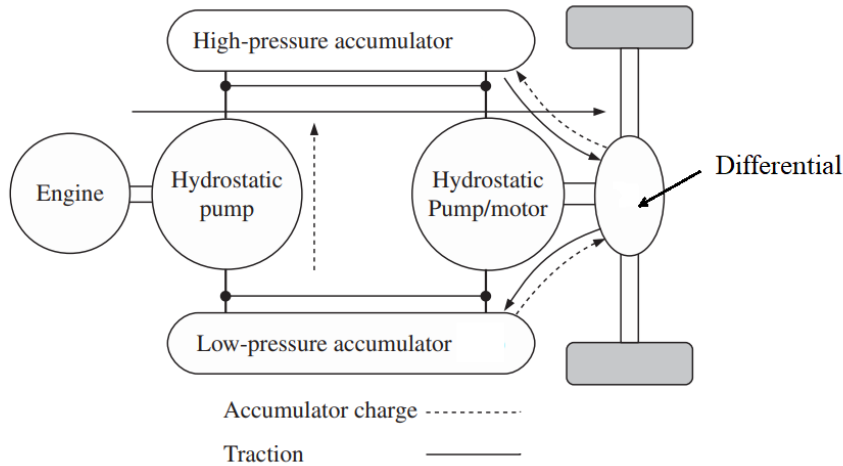 High-pressure accumulator
Engine
Hydrostatic
pump
Hydrostatic
Pump/motor
Differential
Low-pressure accumulator
Accumulator charge
Traction